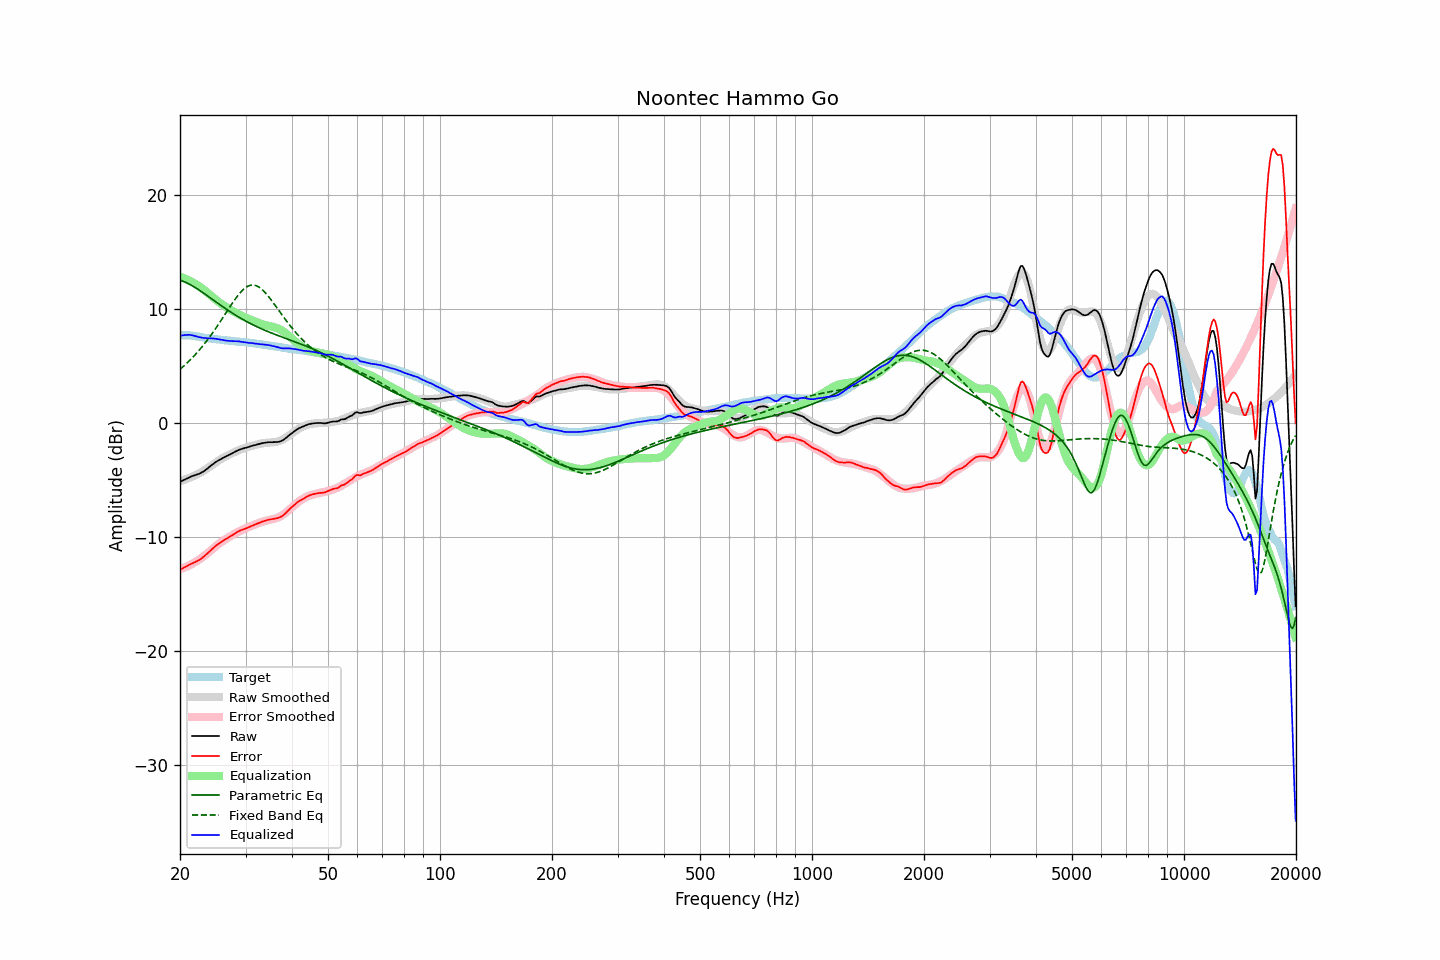 Noontec Hammo Go
Amplitude (dBr)
20
10
0
−10
−20
−30
Target
Raw Smoothed
Error Smoothed
Raw
Error
Equalization
Parametric Eq
Fixed Band Eq
Equalized
20 50 100 200 500 1000 2000 5000 10000 20000
Frequency (Hz)